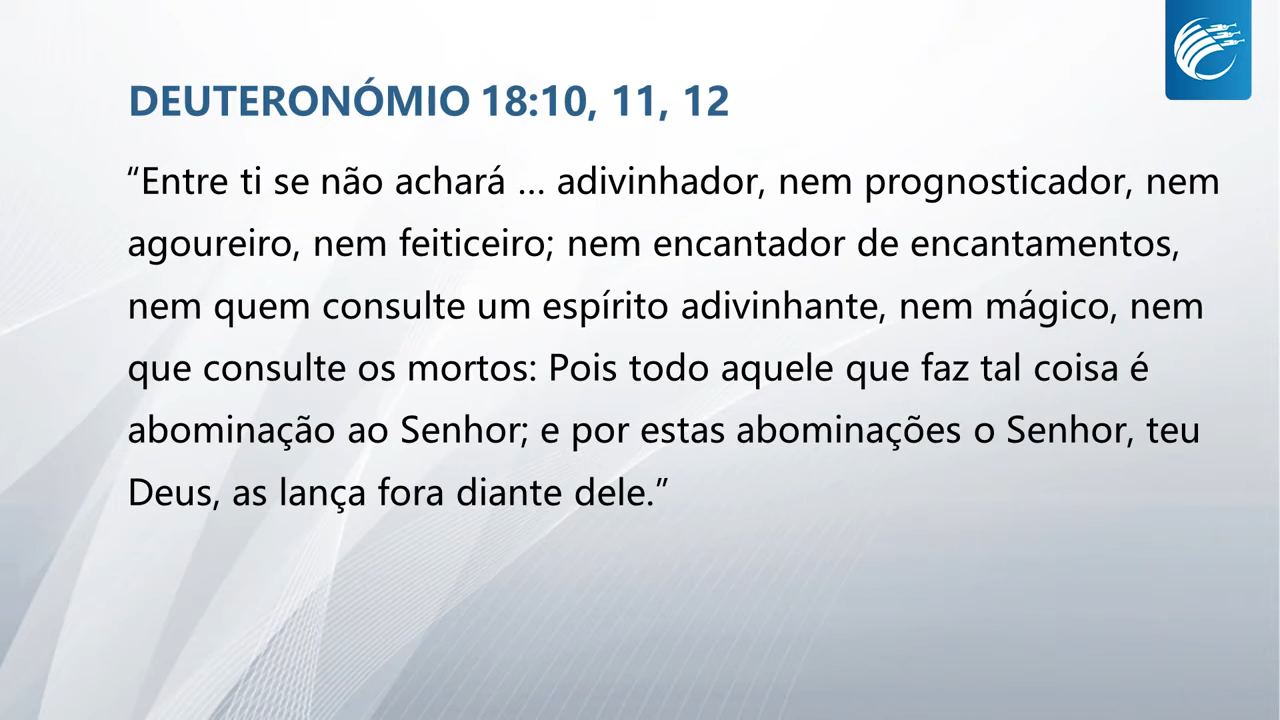 DEUTERONÓMIO 18:10, 11, 12
“Entre ti se não achará … adivinhador, nem prognosticador, nem
agoureiro, nem feiticeiro; nem encantador de encantamentos,
nem quem consulte um espírito adivinhante, nem mágico, nem
que consulte os mortos: Pois todo aquele que faz tal coisa é
abominação ao Senhor; e por estas abominações o Senhor, teu
Deus, as lança fora diante dele.”